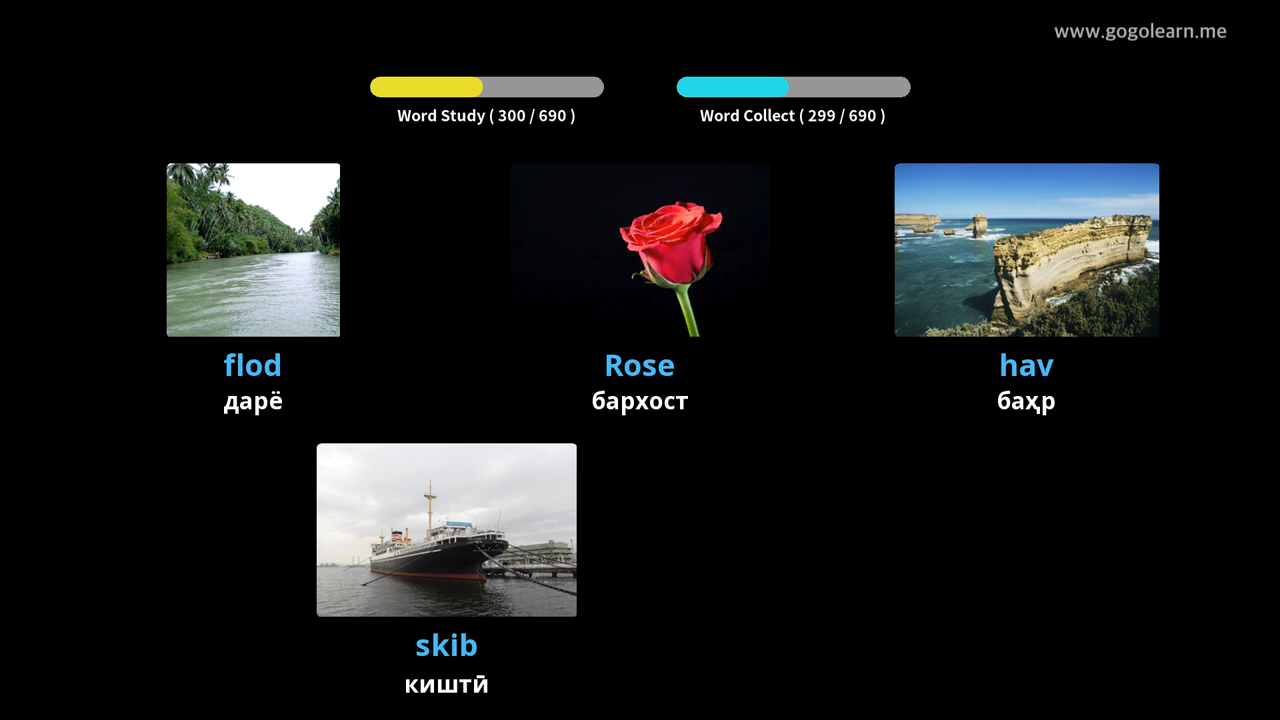 www.gogolearn.me
Word Study ( 300 / 690 )
Word Collect ( 299 / 690 )
flod
дарё
Rose
бархост
hav
баҳр
skib
киштӣ